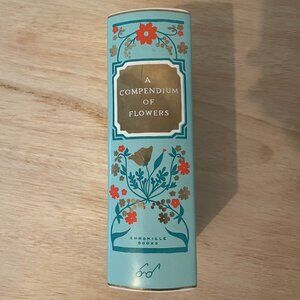 A
COMPENDIUM
OF
FLOWERS
CHRONICLE
BOOKS